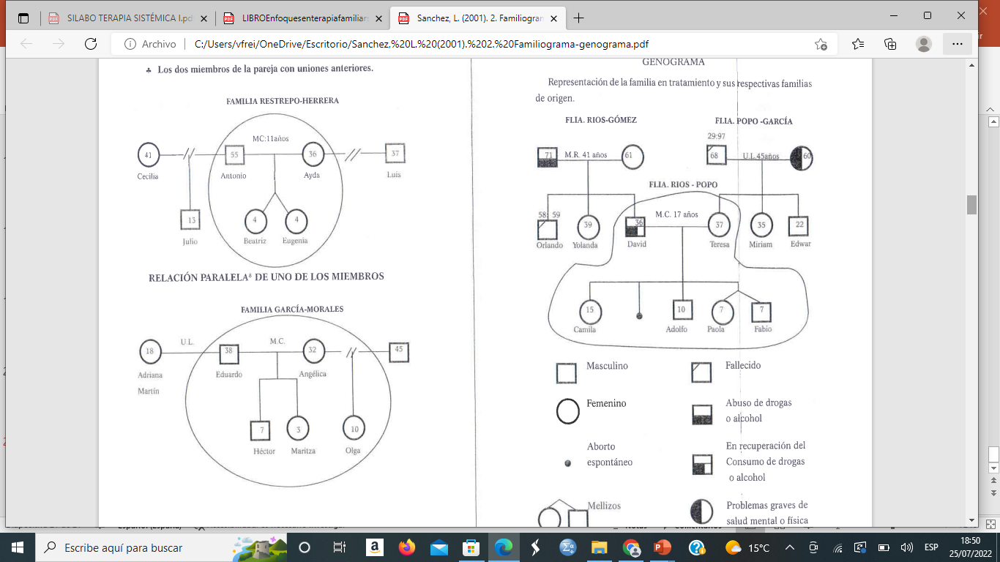 SILABO TERAPIA SISTÉMICA I.pd
LIBROEnfoquesenterapiafamiliars
Sanchez, L. (2001). 2. Familiogram
Archivo
C:/Users/vfrei/OneDrive/Escritorio/Sanchez,%20L.%20(2001).%202.%20Familiograma-genograma.pdf
♣ Los dos miembros de la pareja con uniones anteriores.
FAMILIA RESTREPO-HERRERA
MC:11años
41
55
36
37
Cecilia
Antonio
Ayda
Luis
13
4
4
Julio
Beatriz
Eugenia
RELACIÓN PARALELA⁸ DE UNO DE LOS MIEMBROS
FAMILIA GARCÍA-MORALES
U.L.
M.C.
18
38
32
45
Adriana
Eduardo
Angélica
Martín
7
3
10
Héctor
Maritza
Olga
GENOGRAMA
Representación de la familia en tratamiento y sus respectivas familias
de origen.
FLIA. RIOS-GÓMEZ
FLIA. POPO -GARCÍA
29:97
71
M.R. 41 años
61
68
U.L.45años
60
FLIA. RIOS - POPO
58: 59
39
36
M.C. 17 años
37
35
22
Orlando
Yolanda
David
Teresa
Miriam
Edwar
15
10
7
7
Camila
Adolfo
Paola
Fabio
Masculino
Fallecido
Femenino
Abuso de drogas
o alcohol
Aborto
espontáneo
En recuperación del
Consumo de drogas
o alcohol
Mellizos
Problemas graves de
salud mental o física
Escribe aquí para buscar
15°C
ESP
18:50
25/07/2022